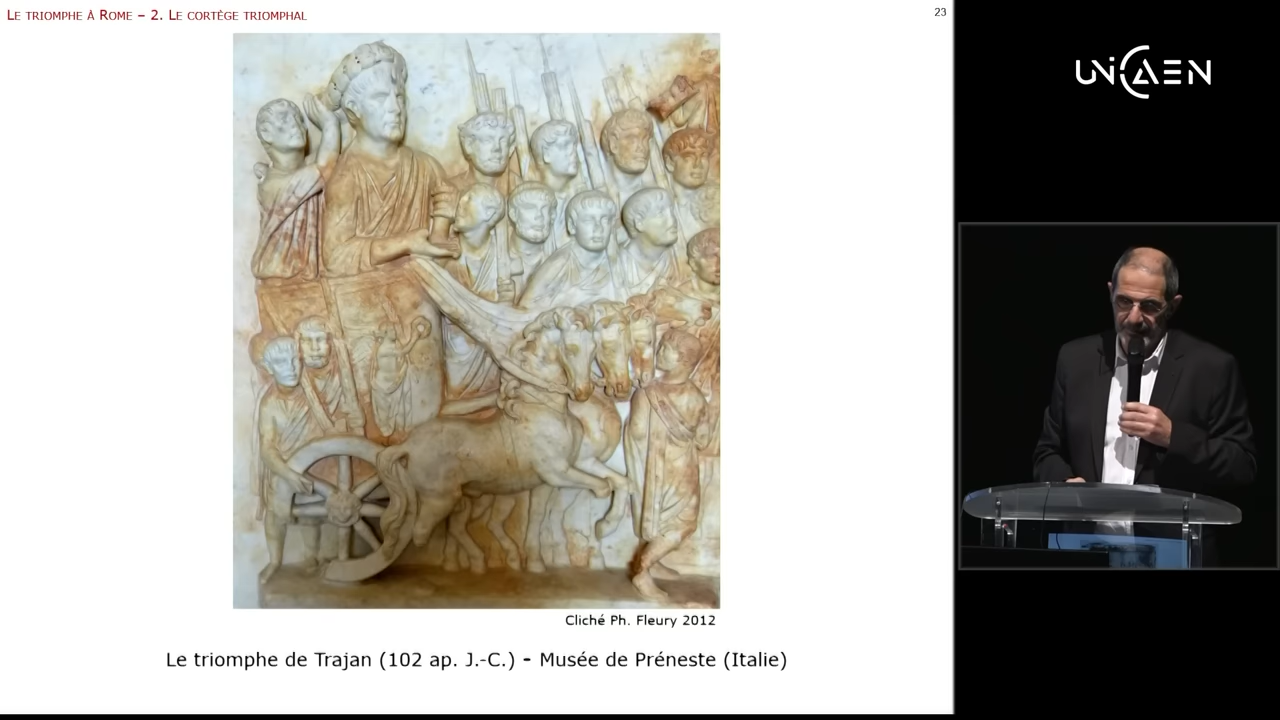 Le triomphe à Rome – 2. Le cortège triomphal
23
UNICAEN
Cliché Ph. Fleury 2012
Le triomphe de Trajan (102 ap. J.-C.) - Musée de Préneste (Italie)